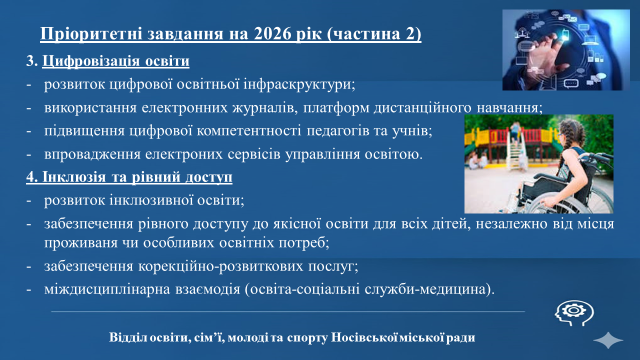 Пріоритетні завдання на 2026 рік (частина 2)
3. Цифровізація освіти
- розвиток цифрової освітньої інфраскруктури;
- використання електронних журналів, платформ дистанційного навчання;
- підвищення цифрової компетентності педагогів та учнів;
- впровадження електроних сервісів управління освітою.
4. Інклюзія та рівний доступ
- розвиток інклюзивної освіти;
- забезпечення рівного доступу до якісної освіти для всіх дітей, незалежно від місця
проживаня чи особливих освітніх потреб;
- забезпечення корекційно-розвиткових послуг;
- міждисциплінарна взаємодія (освіта-соціальні служби-медицина).
Відділ освіти, сім’ї, молоді та спорту Носівської міської ради